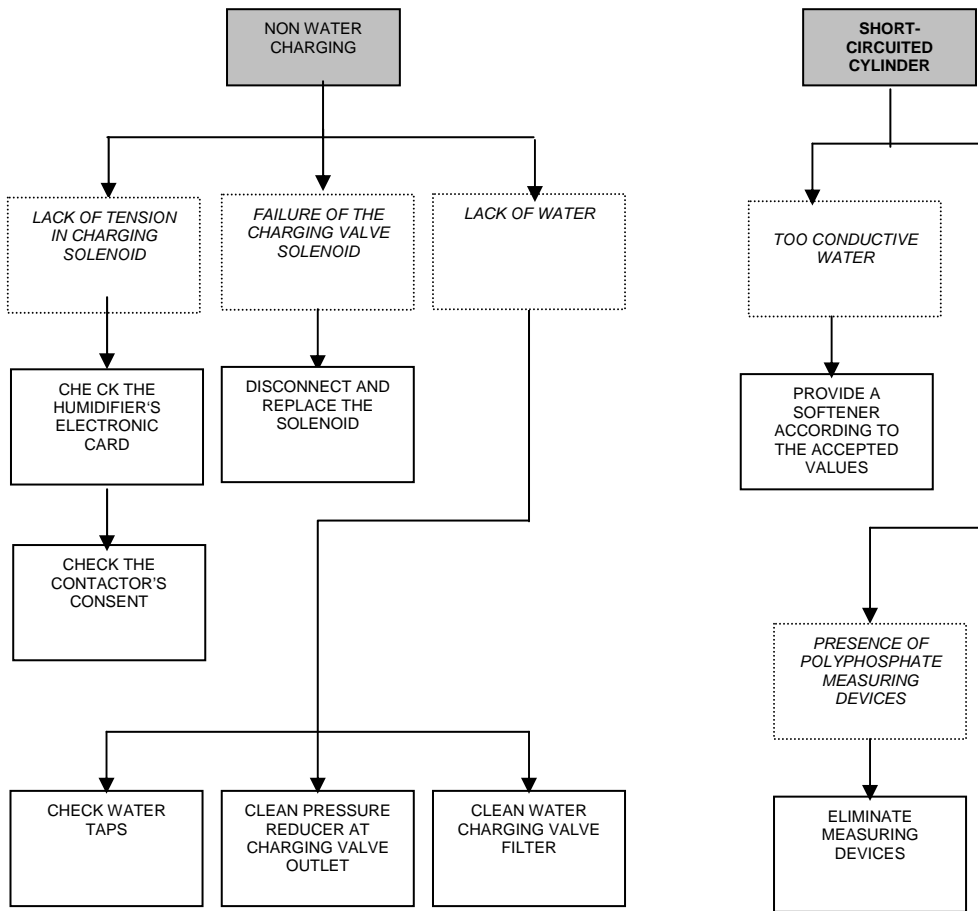 NON WATER
CHARGING
SHORT-
CIRCUITED
CYLINDER
LACK OF TENSION
IN CHARGING
SOLENOID
FAILURE OF THE
CHARGING VALVE
SOLENOID
LACK OF WATER
TOO CONDUCTIVE
WATER
CHE CK THE
HUMIDIFIER‘S
ELECTRONIC
CARD
DISCONNECT AND
REPLACE THE
SOLENOID
PROVIDE A
SOFTENER
ACCORDING TO
THE ACCEPTED
VALUES
CHECK THE
CONTACTOR’S
CONSENT
PRESENCE OF
POLYPHOSPHATE
MEASURING
DEVICES
CHECK WATER
TAPS
CLEAN PRESSURE
REDUCER AT
CHARGING VALVE
OUTLET
CLEAN WATER
CHARGING VALVE
FILTER
ELIMINATE
MEASURING
DEVICES